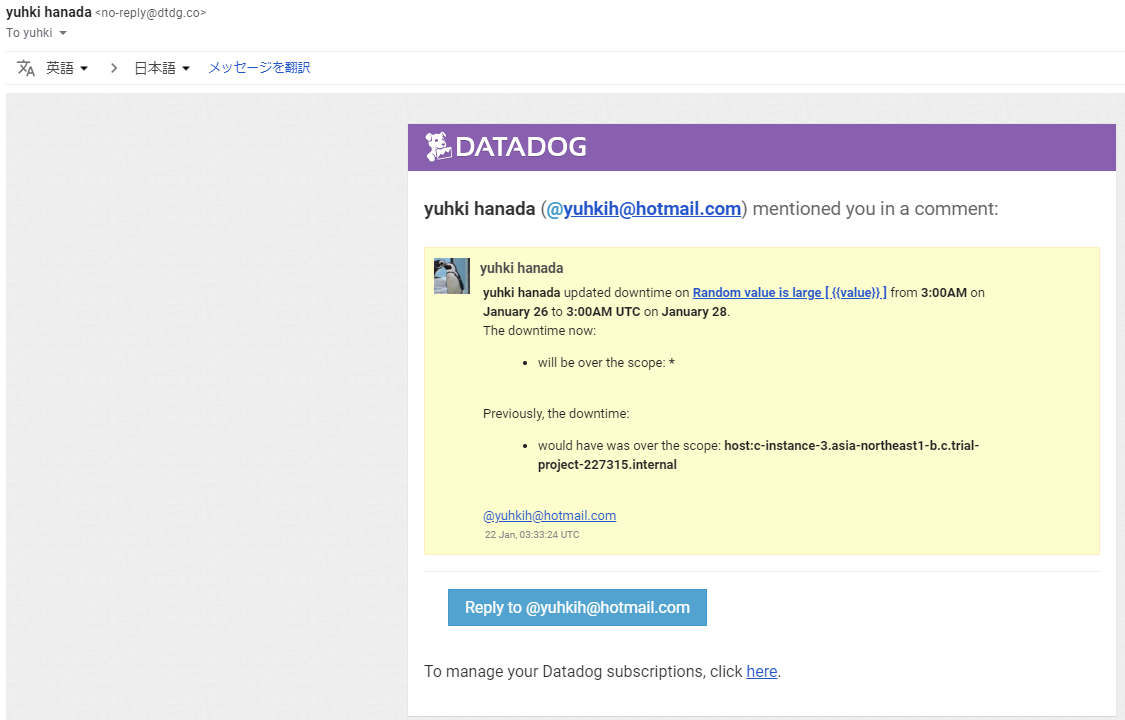 yuhki hanada <no-reply@dtdg.co>
To yuhki
英語 > 日本語 メッセージを翻訳
DATADOG
yuhki hanada (@yuhkih@hotmail.com) mentioned you in a comment:
yuhki hanada
yuhki hanada updated downtime on Random value is large [ {{value}} ] from 3:00AM on
January 26 to 3:00AM UTC on January 28.
The downtime now:
• will be over the scope: *
Previously, the downtime:
• would have was over the scope: host:c-instance-3.asia-northeast1-b.c.trial-
project-227315.internal
@yuhkih@hotmail.com
22 Jan, 03:33:24 UTC
Reply to @yuhkih@hotmail.com
To manage your Datadog subscriptions, click here.